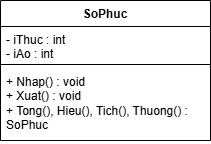 SoPhuc
- iThuc : int
- iAo : int
+ Nhap() : void
+ Xuat() : void
+ Tong(), Hieu(), Tich(), Thuong() :
SoPhuc